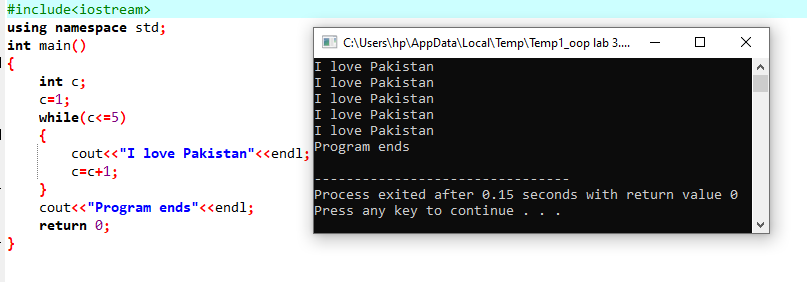 #include<iostream>
using namespace std;
int main()
{
    int c;
    c=1;
    while(c<=5)
    {
        cout<<"I love Pakistan"<<endl;
        c=c+1;
    }
    cout<<"Program ends"<<endl;
    return 0;
}
C:\Users\hp\AppData\Local\Temp\Temp1_oop lab 3....
I love Pakistan
I love Pakistan
I love Pakistan
I love Pakistan
I love Pakistan
Program ends
--------------------------------
Process exited after 0.15 seconds with return value 0
Press any key to continue . . .